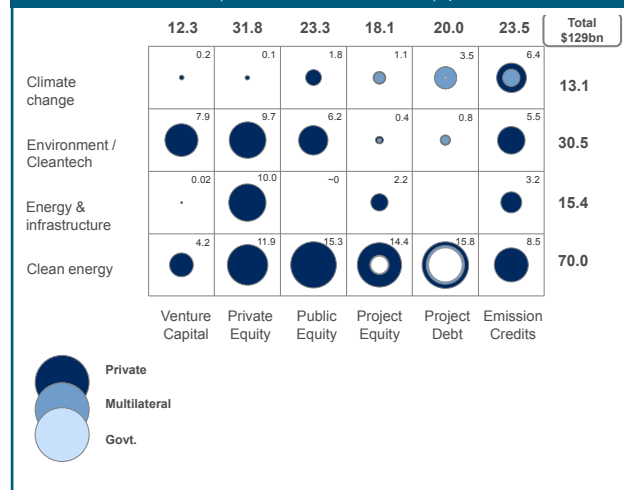 12.3 31.8 23.3 18.1 20.0 23.5 Total
$129bn
0.2 0.1 1.8 1.1 3.5 6.4
Climate
change
13.1
7.9 9.7 6.2 0.4 0.8 5.5
Environment /
Cleantech
30.5
0.02 10.0 ~0 2.2 3.2
Energy &
infrastructure
15.4
4.2 11.9 15.3 14.4 15.8 8.5
Clean energy
70.0
Venture Private Public Project Project Emission
Capital Equity Equity Equity Debt Credits
Private
Multilateral
Govt.